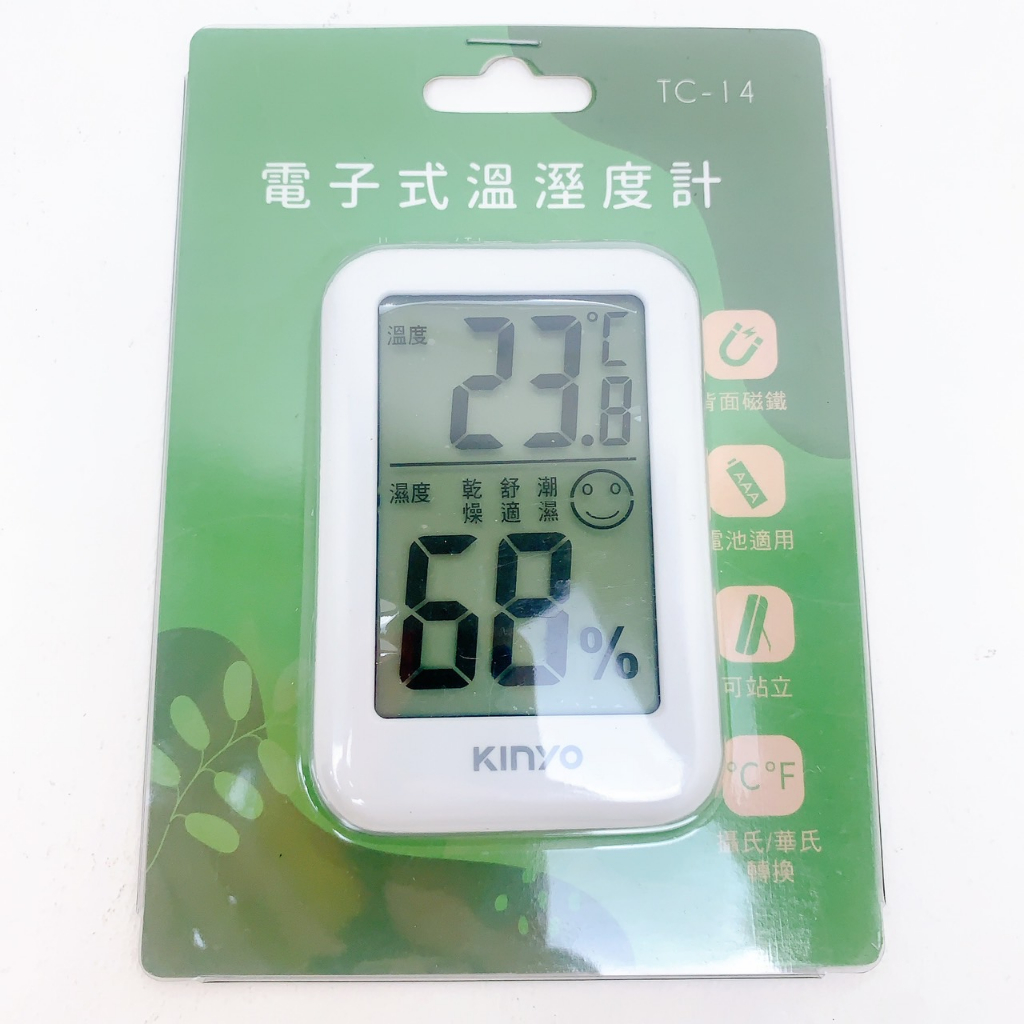 TC-14
電子式溫溼度計
溫度
23.8 °C
濕度
乾燥 舒適 潮濕
68%
KINYO
背面磁鐵
AAA
電池適用
可站立
°C °F
攝氏/華氏
轉換